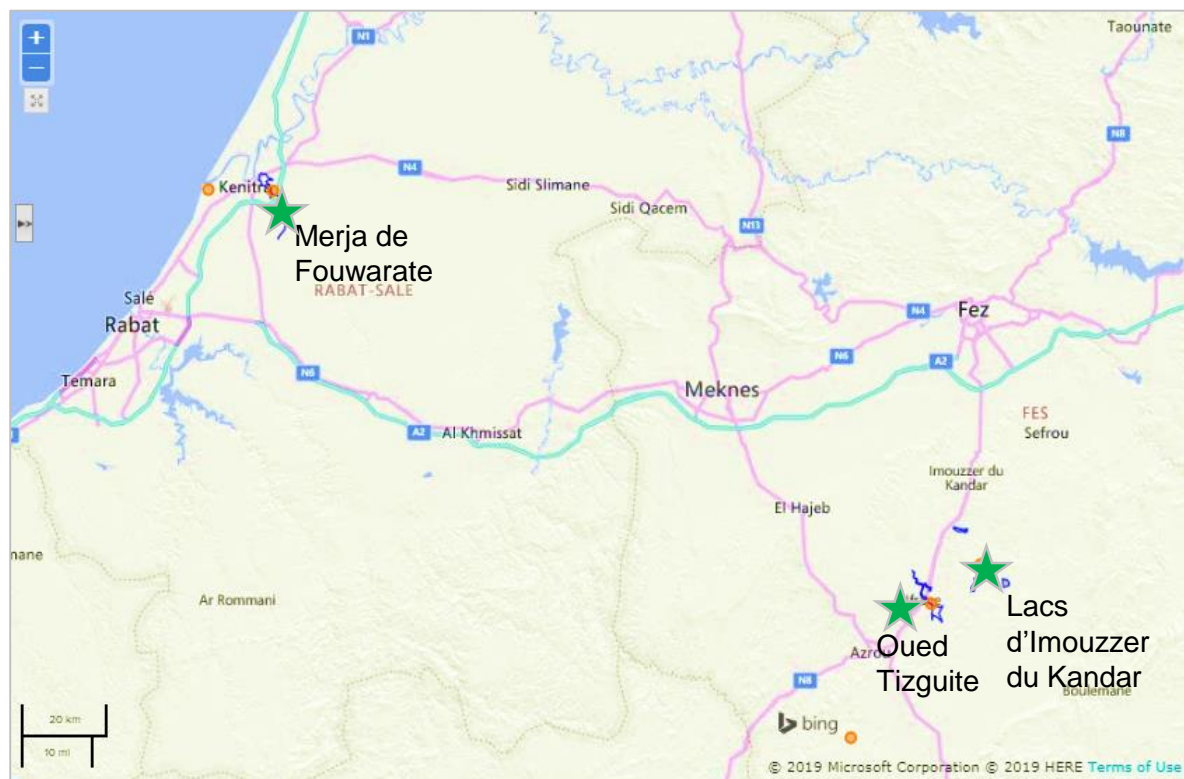 +
−
N1
Taounate
N8
N4
Kenitra
Sidi Slimane
Sidi Qacem
N13
Merja de
Fouwarate
RABAT-SALE
Salé
Rabat
N4
Fez
N6
A2
N6
Temara
Meknes
FES
Sefrou
A2
Al Khmissat
Imouzzer du
Kandar
El Hajeb
Ar Rommani
Lacs
d'Imouzzer
du Kandar
Oued
Tizguite
Boulemane
N8
20 km
10 mi
bing
© 2019 Microsoft Corporation © 2019 HERE Terms of Use